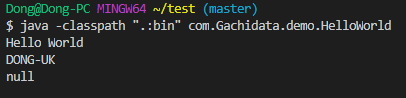 Dong@Dong-PC MINGW64 ~/test (master)
$ java -classpath ".:bin" com.Gachidata.demo.HelloWorld
Hello World
DONG-UK
null